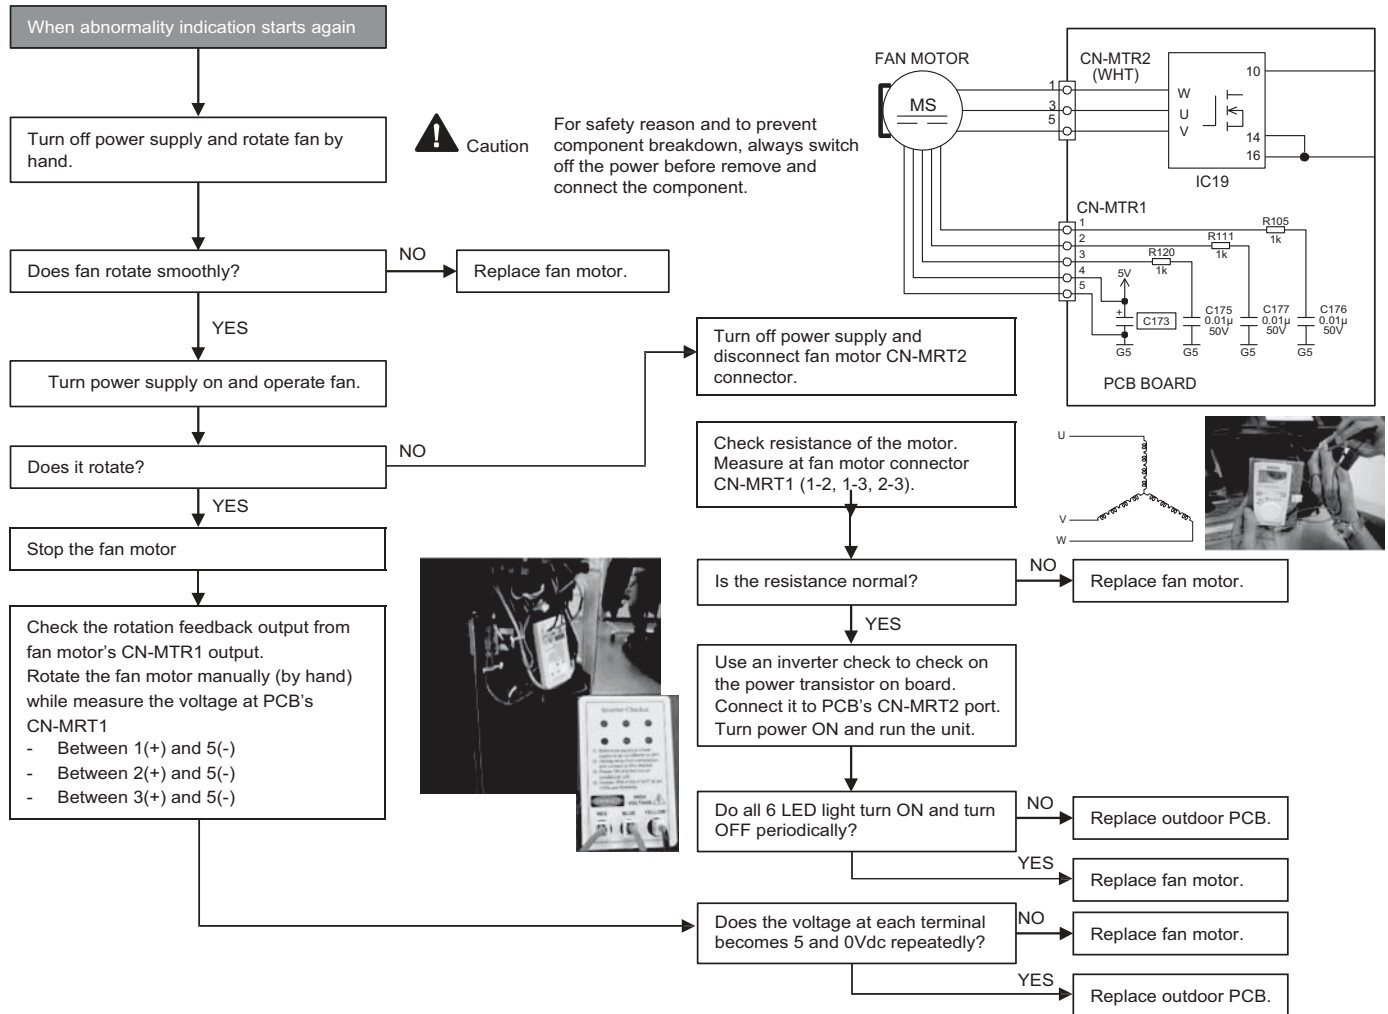 When abnormality indication starts again
Turn off power supply and rotate fan by
hand.
Caution
For safety reason and to prevent
component breakdown, always switch
off the power before remove and
connect the component.
Does fan rotate smoothly?
NO
Replace fan motor.
YES
Turn power supply on and operate fan.
Does it rotate?
NO
YES
Stop the fan motor
Check the rotation feedback output from
fan motor's CN-MTR1 output.
Rotate the fan motor manually (by hand)
while measure the voltage at PCB's
CN-MRT1
- Between 1(+) and 5(-)
- Between 2(+) and 5(-)
- Between 3(+) and 5(-)
Turn off power supply and
disconnect fan motor CN-MRT2
connector.
Check resistance of the motor.
Measure at fan motor connector
CN-MRT1 (1-2, 1-3, 2-3).
Is the resistance normal?
NO
Replace fan motor.
YES
Use an inverter check to check on
the power transistor on board.
Connect it to PCB's CN-MRT2 port.
Turn power ON and run the unit.
Do all 6 LED light turn ON and turn
OFF periodically?
NO
Replace outdoor PCB.
YES
Replace fan motor.
Does the voltage at each terminal
becomes 5 and 0Vdc repeatedly?
NO
Replace fan motor.
YES
Replace outdoor PCB.
FAN MOTOR
MS
CN-MTR2
(WHT)
1
3
5
W
U
V
10
14
16
IC19
CN-MTR1
1
2
3
4
5
R105
1k
R111
1k
R120
1k
5V
+
C173
C175
0.01µ
50V
C177
0.01µ
50V
C176
0.01µ
50V
G5
G5
G5
G5
PCB BOARD
U
V
W
Inverter Checker
HIGH
VOLTAGE
RED
BLUE
YELLOW